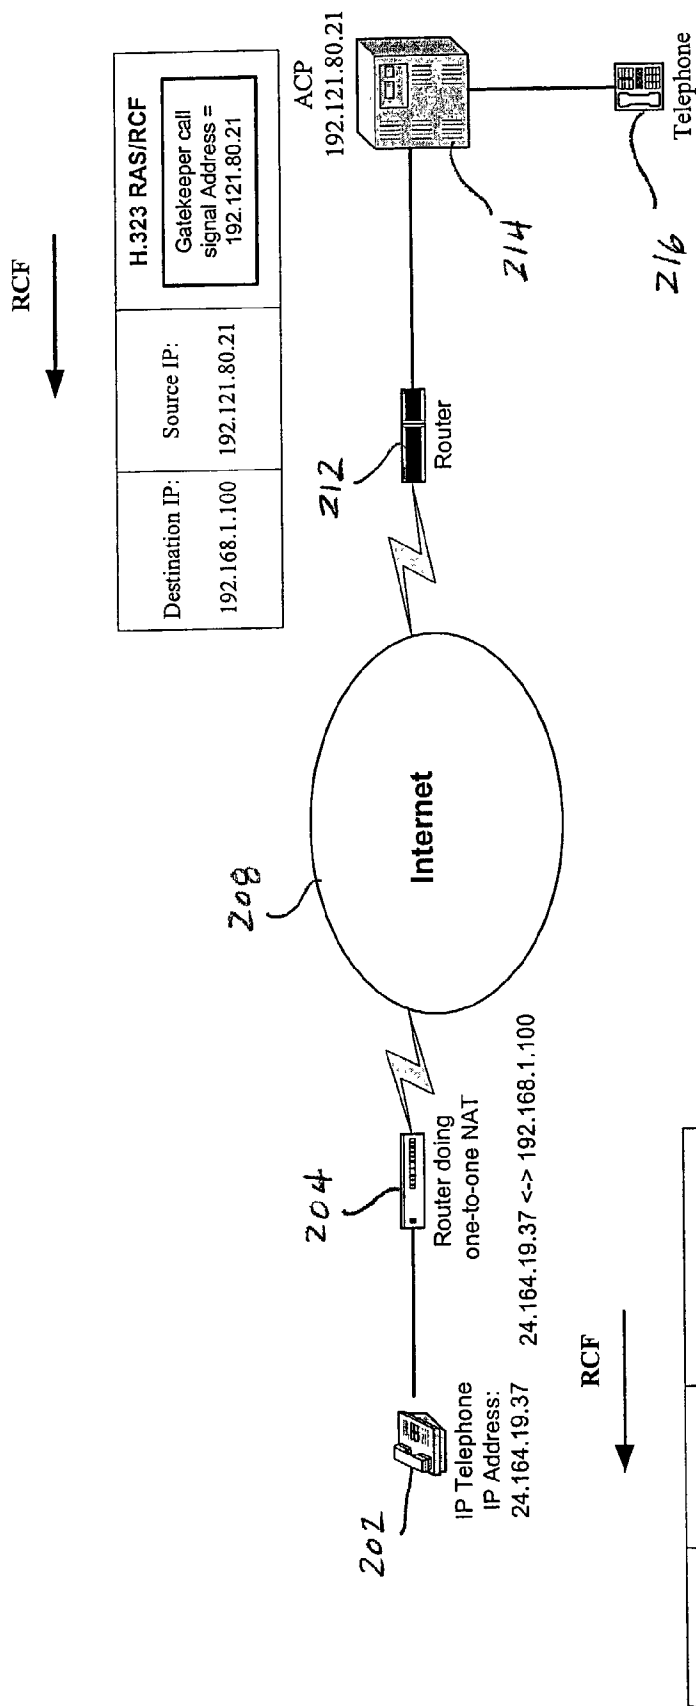 RCF
Destination IP:
192.168.1.100
Source IP:
192.121.80.21
H.323 RAS/RCF
Gatekeeper call
signal Address =
192.121.80.21
208
Internet
212
Router
ACP
192.121.80.21
214
216
Telephone
202
IP Telephone
IP Address:
24.164.19.37
204
Router doing
one-to-one NAT
24.164.19.37 <-> 192.168.1.100
RCF